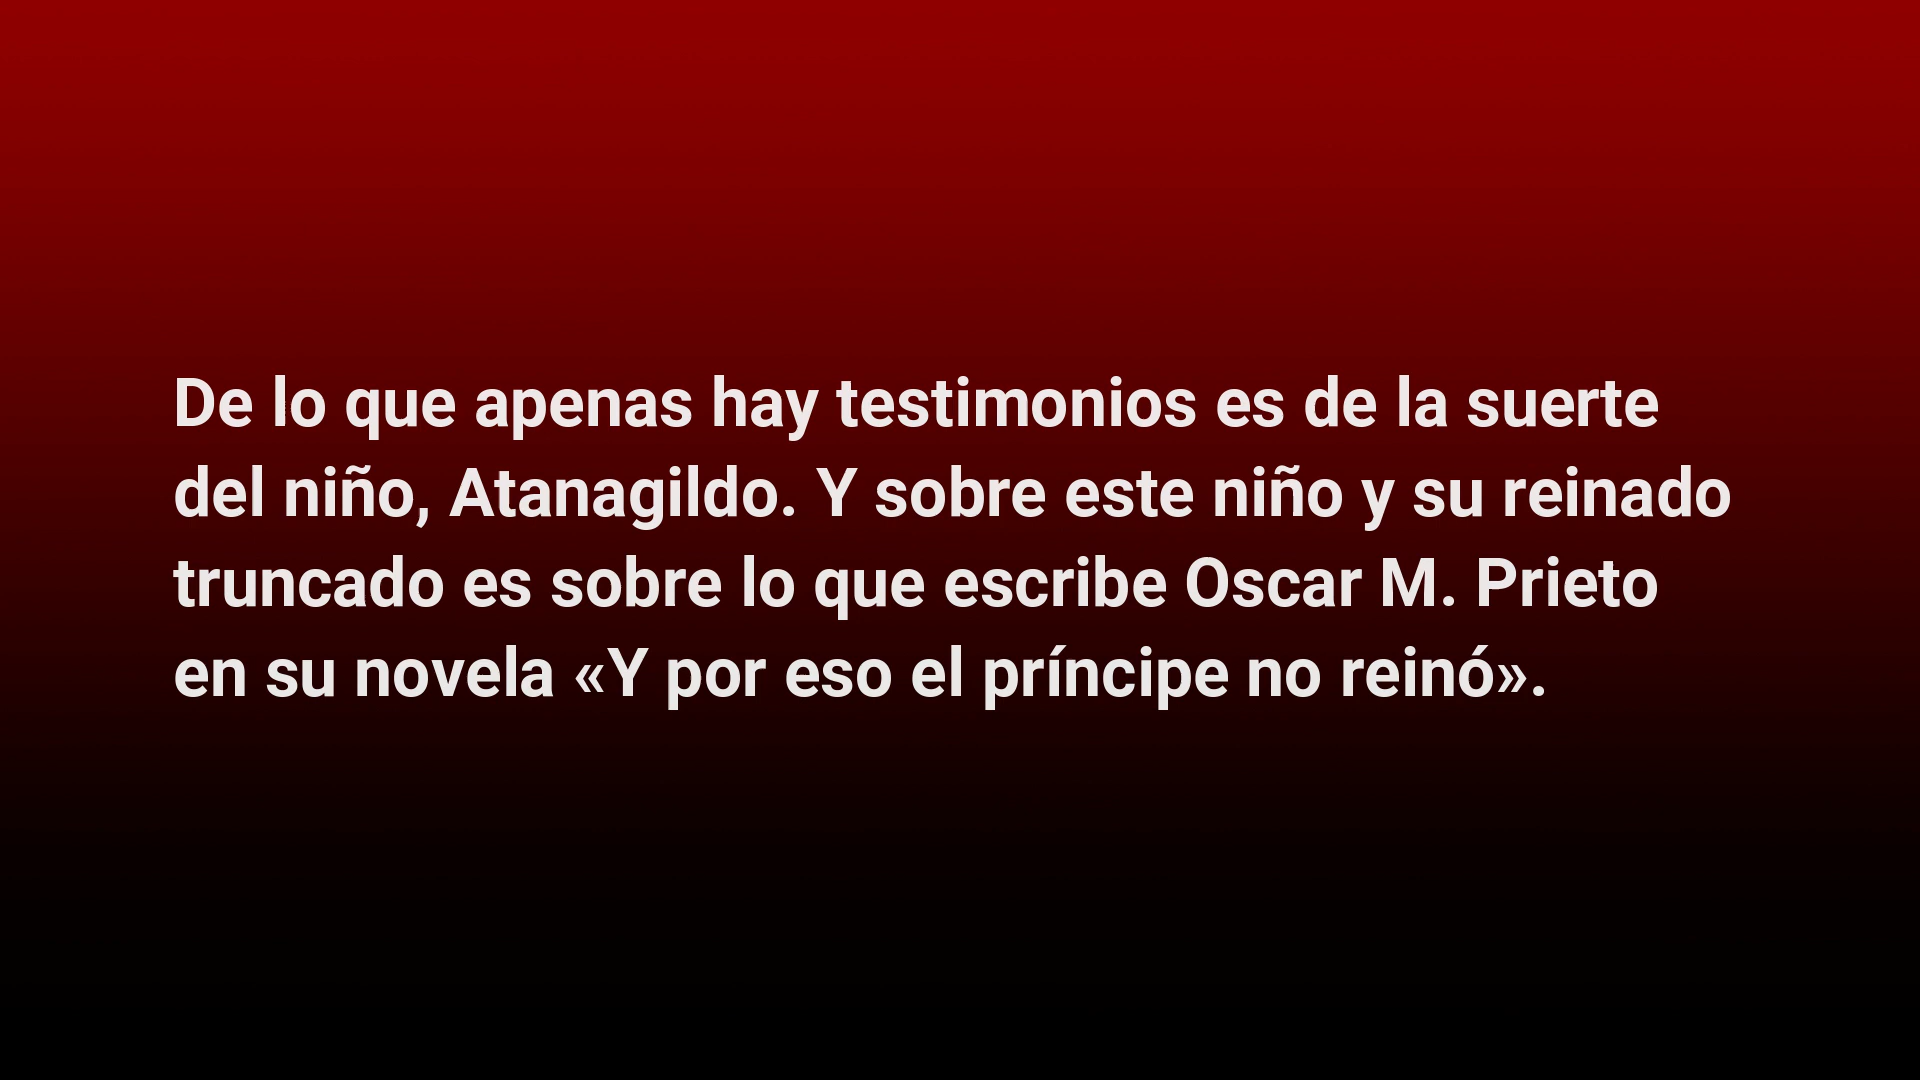 De lo que apenas hay testimonios es de la suerte
del niño, Atanagildo. Y sobre este niño y su reinado
truncado es sobre lo que escribe Oscar M. Prieto
en su novela «Y por eso el príncipe no reinó».